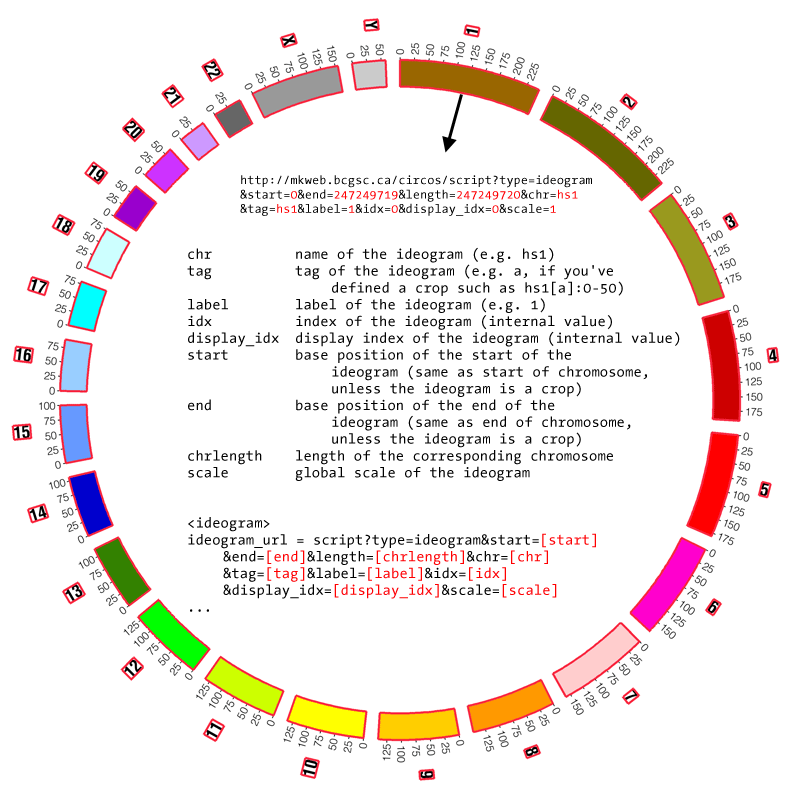 1
0 25 50 75 100 125 150 175 200 225
2
0 25 50 75 100 125 150 175 200 225
3
0 25 50 75 100 125 150 175
4
0 25 50 75 100 125 150 175
5
0 25 50 75 100 125 150 175
6
0 25 50 75 100 125 150
7
0 25 50 75 100 125 150
8
0 25 50 75 100 125
9
0 25 50 75 100 125
10
0 25 50 75 100 125
11
0 25 50 75 100 125
12
0 25 50 75 100 125
13
0 25 50 75 100
14
0 25 50 75 100
15
0 25 50 75 100
16
0 25 50 75
17
0 25 50 75
18
0 25 50 75
19
0 25 50
20
0 25 50
21
0 25
22
0 25
X
0 25 50 75 100 125 150
Y
0 25 50
http://mkweb.bcgsc.ca/circos/script?type=ideogram
&start=0&end=247249719&length=247249720&chr=hs1
&tag=hs1&label=1&idx=0&display_idx=0&scale=1
chr name of the ideogram (e.g. hs1)
tag tag of the ideogram (e.g. a, if you've
defined a crop such as hs1[a]:0-50)
label label of the ideogram (e.g. 1)
idx index of the ideogram (internal value)
display_idx display index of the ideogram (internal value)
start base position of the start of the
ideogram (same as start of chromosome,
unless the ideogram is a crop)
end base position of the end of the
ideogram (same as end of chromosome,
unless the ideogram is a crop)
chrlength length of the corresponding chromosome
scale global scale of the ideogram
<ideogram>
ideogram_url = script?type=ideogram&start=[start]
&end=[end]&length=[chrlength]&chr=[chr]
&tag=[tag]&label=[label]&idx=[idx]
&display_idx=[display_idx]&scale=[scale]
...